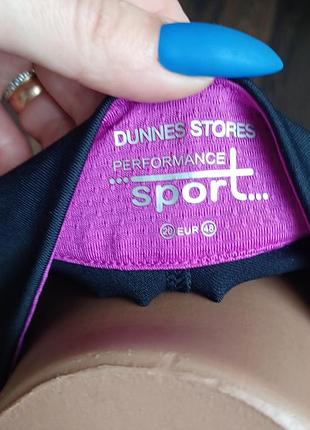 DUNNES STORES
PERFORMANCE
...sport...
20 EUR 48